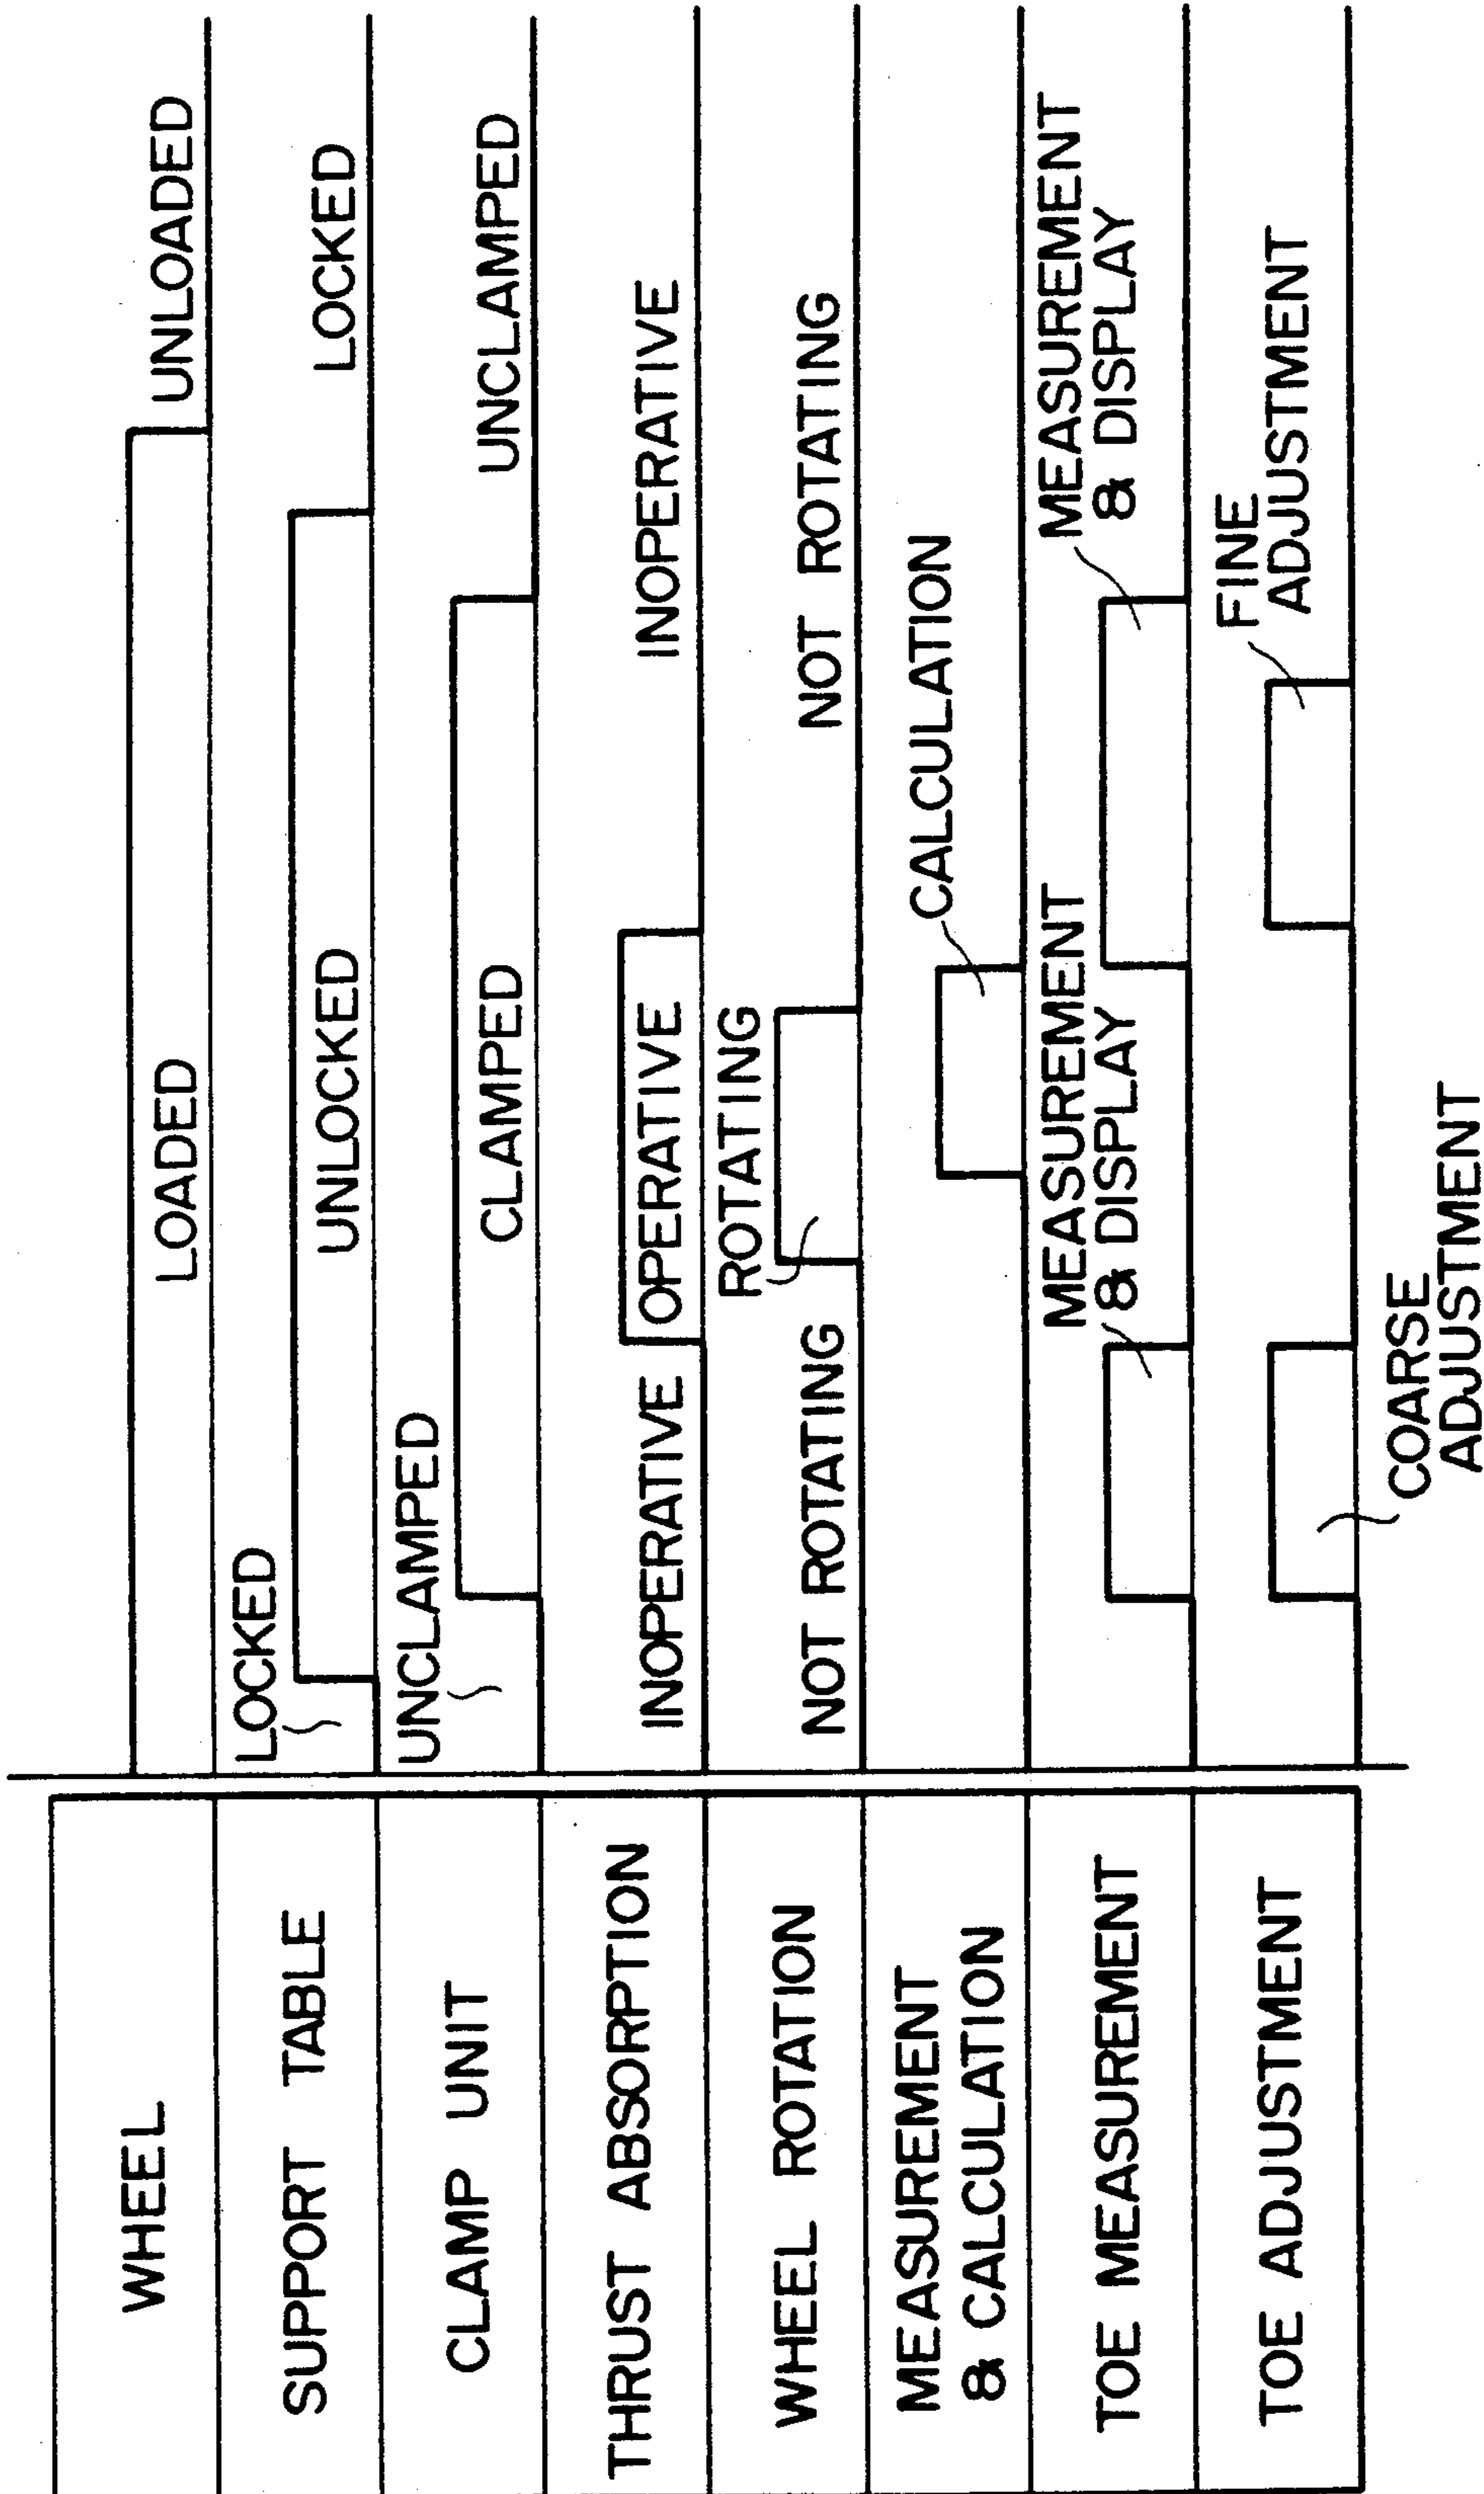 WHEEL
LOADED
UNLOADED
SUPPORT TABLE
LOCKED
UNLOCKED
LOCKED
CLAMP UNIT
UNCLAMPED
CLAMPED
UNCLAMPED
THRUST ABSORPTION
INOPERATIVE
OPERATIVE
INOPERATIVE
WHEEL ROTATION
NOT ROTATING
ROTATING
NOT ROTATING
MEASUREMENT
& CALCULATION
CALCULATION
TOE MEASUREMENT
MEASUREMENT
& DISPLAY
MEASUREMENT
& DISPLAY
TOE ADJUSTMENT
COARSE
ADJUSTMENT
FINE
ADJUSTMENT